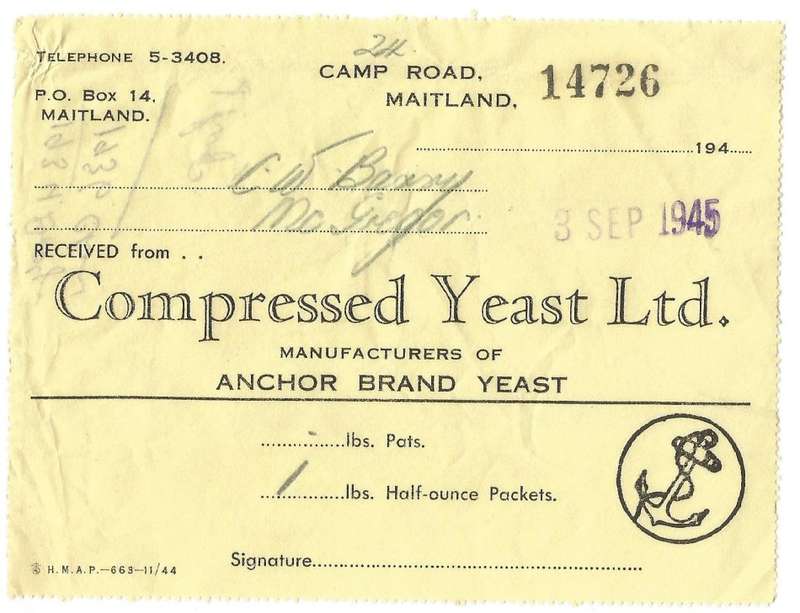 TELEPHONE 5-3408.
P.O. Box 14,
MAITLAND.
24
CAMP ROAD,
MAITLAND,
14726
194
C W Barry
McGregor
3 SEP 1945
RECEIVED from . .
Compressed Yeast Ltd.
MANUFACTURERS OF
ANCHOR BRAND YEAST
- lbs. Pats.
1 lbs. Half-ounce Packets.
Signature
H. M. A. P.—663—11/44